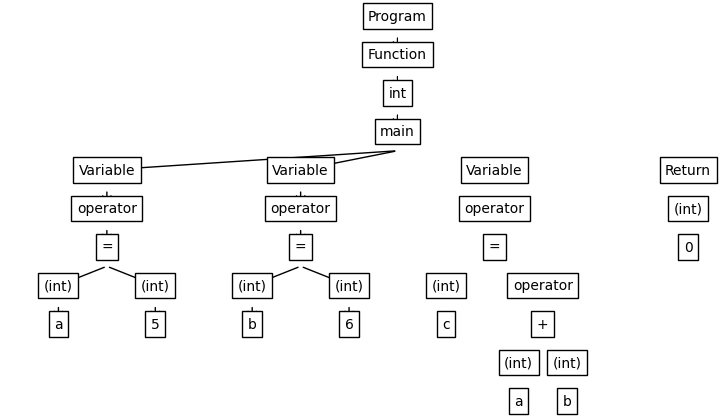 Program
Function
int
main
Variable Variable Variable Return
operator operator operator (int)
= = = 0
(int) (int) (int) (int) (int) operator
a 5 b 6 c +
(int) (int)
a b